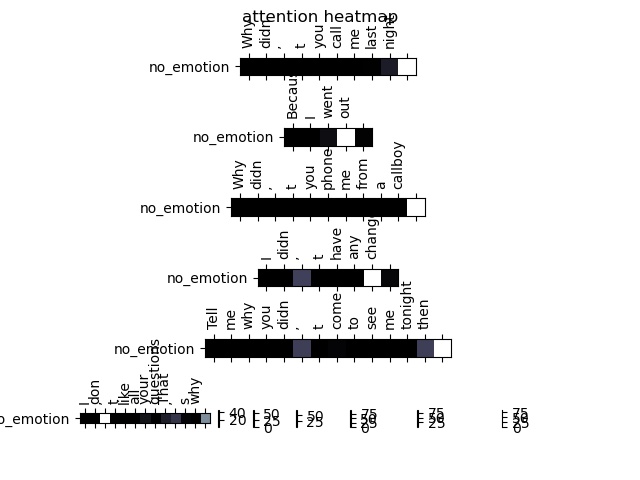 attention heatmap
Why didn ' t you call me last night
no_emotion
Becaus I went out
no_emotion
Why didn ' t you phone me from a callboy
no_emotion
I didn ' t have any chang
no_emotion
Tell me why you didn ' t come to see me tonight then
no_emotion
I don ' t like all your questions That ' s why
o_emotion
40 50 50 75 75 75
20 25 25 50 50 50
25 25 25
0 0 0